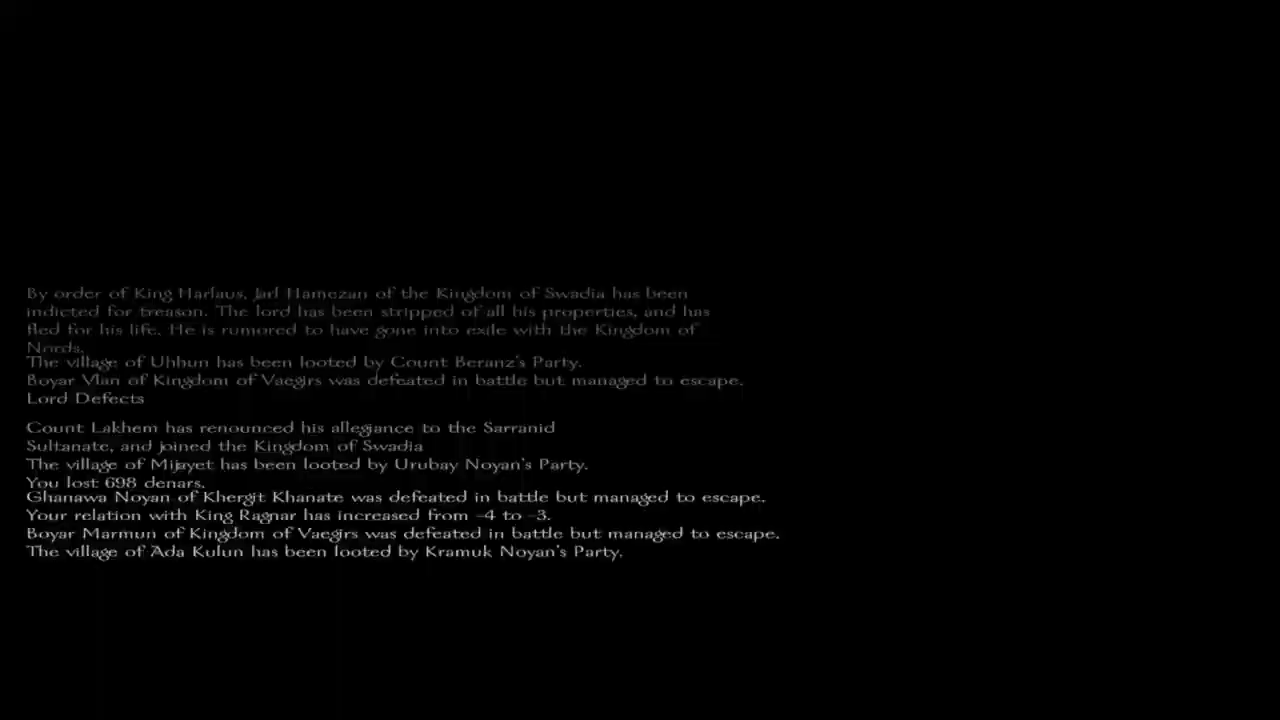 By order of King Harlaus, Jarl Hamezan of the Kingdom of Swadia has been
indicted for treason. The lord has been stripped of all his properties, and has
fled for his life. He is rumored to have gone into exile with the Kingdom of
Nords.
The village of Uhhun has been looted by Count Beranz's Party.
Boyar Vlan of Kingdom of Vaegirs was defeated in battle but managed to escape.
Lord Defects
Count Lakhem has renounced his allegiance to the Sarranid
Sultanate, and joined the Kingdom of Swadia
The village of Mijayet has been looted by Urubay Noyan's Party.
You lost 698 denars.
Ghanawa Noyan of Khergit Khanate was defeated in battle but managed to escape.
Your relation with King Ragnar has increased from -4 to -3.
Boyar Marmun of Kingdom of Vaegirs was defeated in battle but managed to escape.
The village of Ada Kulun has been looted by Kramuk Noyan's Party.